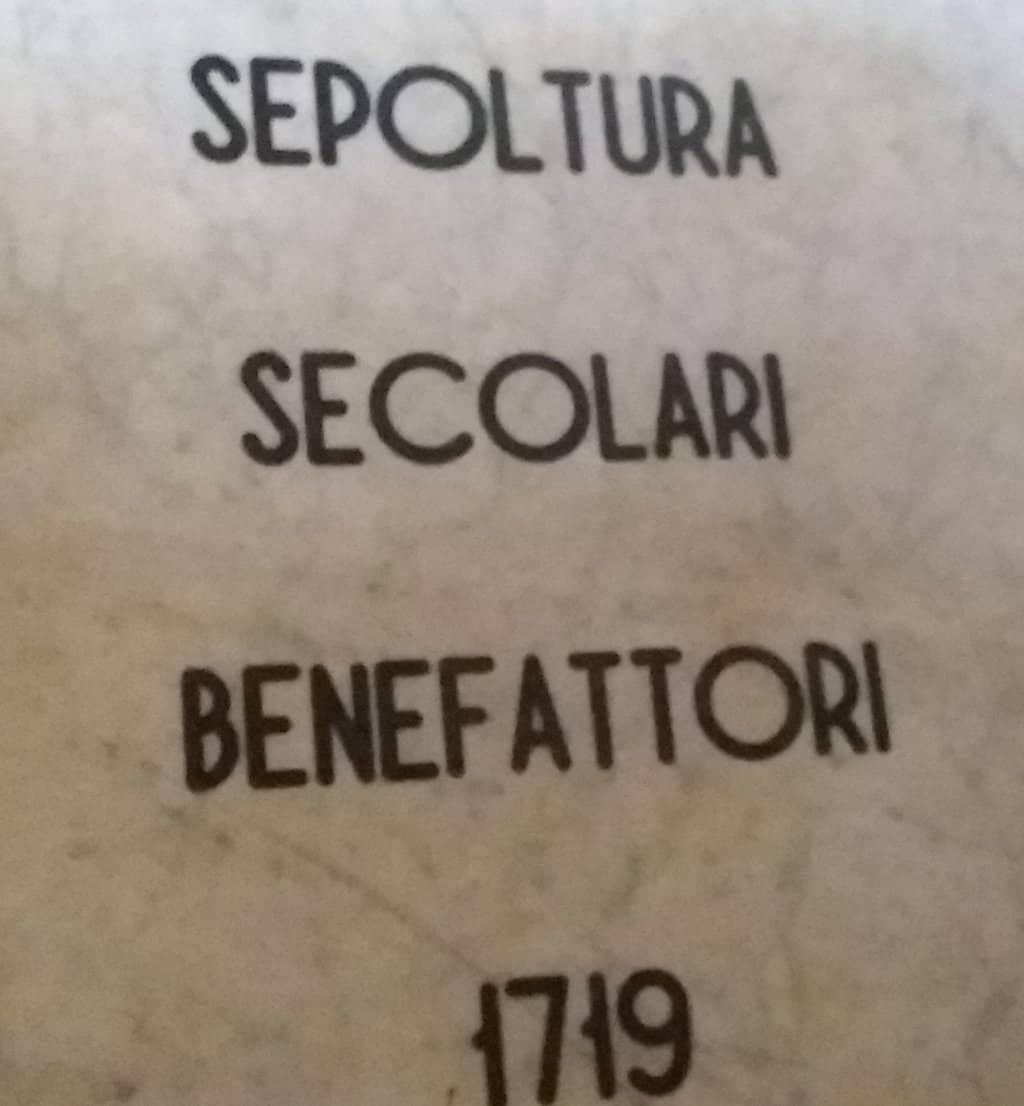 SEPOLTURA
SECOLARI
BENEFATTORI
1719